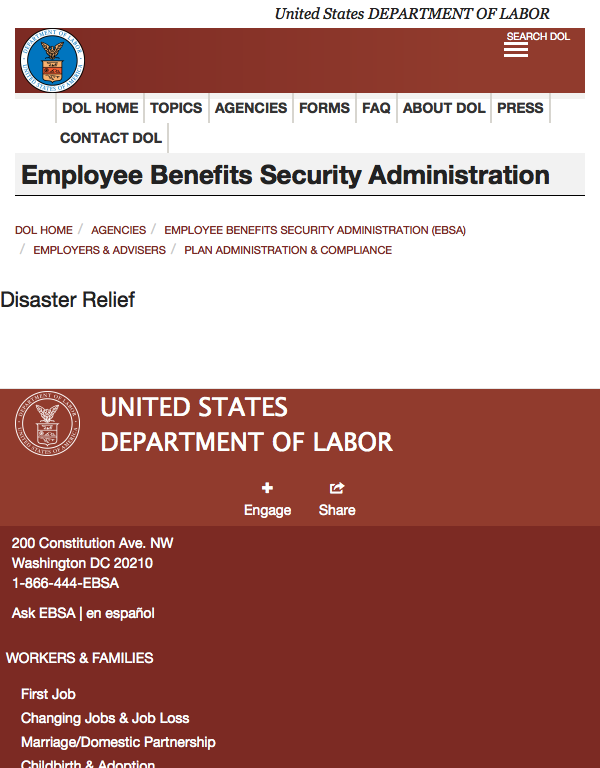 United States DEPARTMENT OF LABOR
SEARCH DOL
DOL HOME TOPICS AGENCIES FORMS FAQ ABOUT DOL PRESS
CONTACT DOL
Employee Benefits Security Administration
DOL HOME / AGENCIES / EMPLOYEE BENEFITS SECURITY ADMINISTRATION (EBSA)
/ EMPLOYERS & ADVISERS / PLAN ADMINISTRATION & COMPLIANCE
Disaster Relief
UNITED STATES
DEPARTMENT OF LABOR
Engage Share
200 Constitution Ave. NW
Washington DC 20210
1-866-444-EBSA
Ask EBSA | en español
WORKERS & FAMILIES
First Job
Changing Jobs & Job Loss
Marriage/Domestic Partnership
Childbirth & Adoption